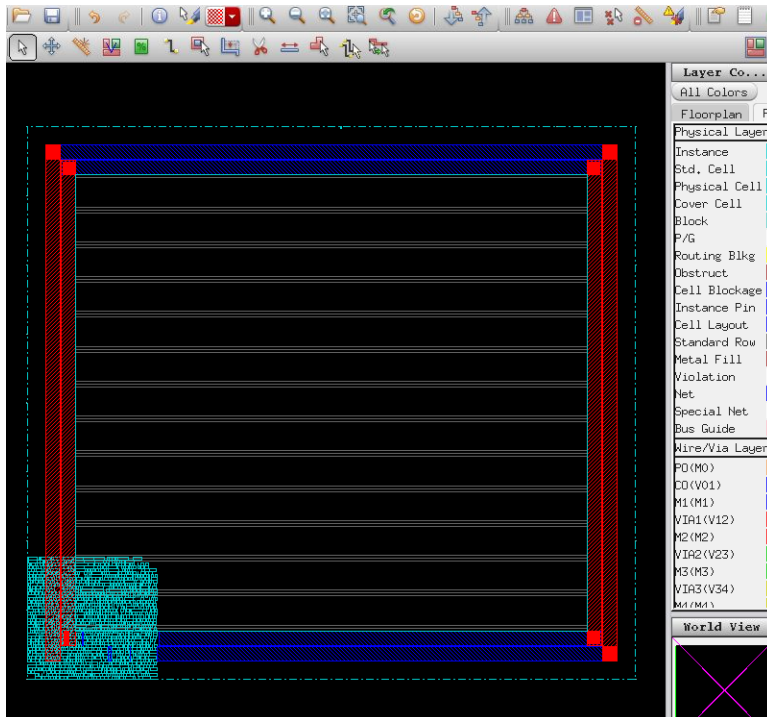 Layer Co...
All Colors
Floorplan
Physical Layer
Instance
Std. Cell
Physical Cell
Cover Cell
Block
P/G
Routing Blkg
Obstruct
Cell Blockage
Instance Pin
Cell Layout
Standard Row
Metal Fill
Violation
Net
Special Net
Bus Guide
Wire/Via Layer
PO(M0)
CO(V01)
M1(M1)
VIA1(V12)
M2(M2)
VIA2(V23)
M3(M3)
VIA3(V34)
M4(M4)
World View